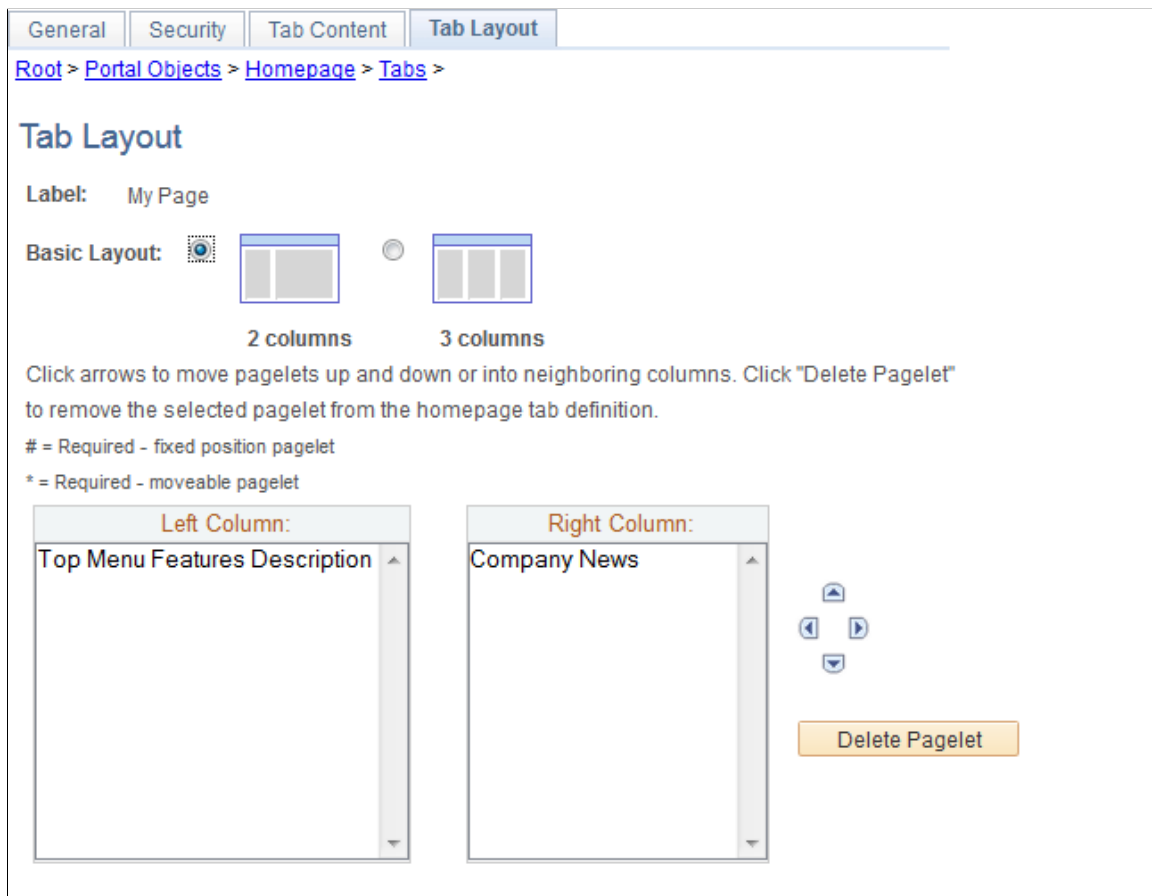 General Security Tab Content Tab Layout
Root > Portal Objects > Homepage > Tabs >
Tab Layout
Label: My Page
Basic Layout:
2 columns 3 columns
Click arrows to move pagelets up and down or into neighboring columns. Click "Delete Pagelet"
to remove the selected pagelet from the homepage tab definition.
# = Required - fixed position pagelet
* = Required - moveable pagelet
Left Column: Right Column:
Top Menu Features Description Company News
Delete Pagelet